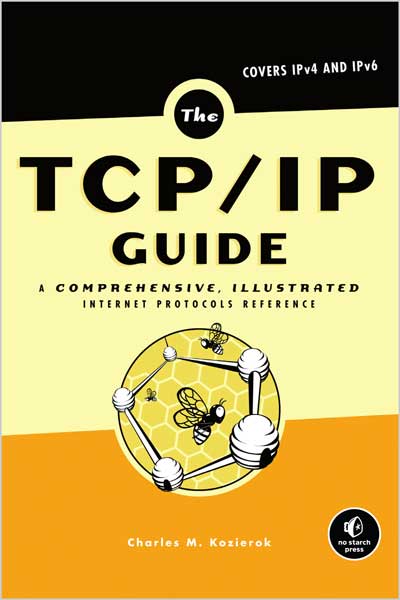 COVERS IPv4 AND IPv6
The
TCP/IP
GUIDE
A COMPREHENSIVE, ILLUSTRATED
INTERNET PROTOCOLS REFERENCE
Charles M. Kozierok
no starch
press